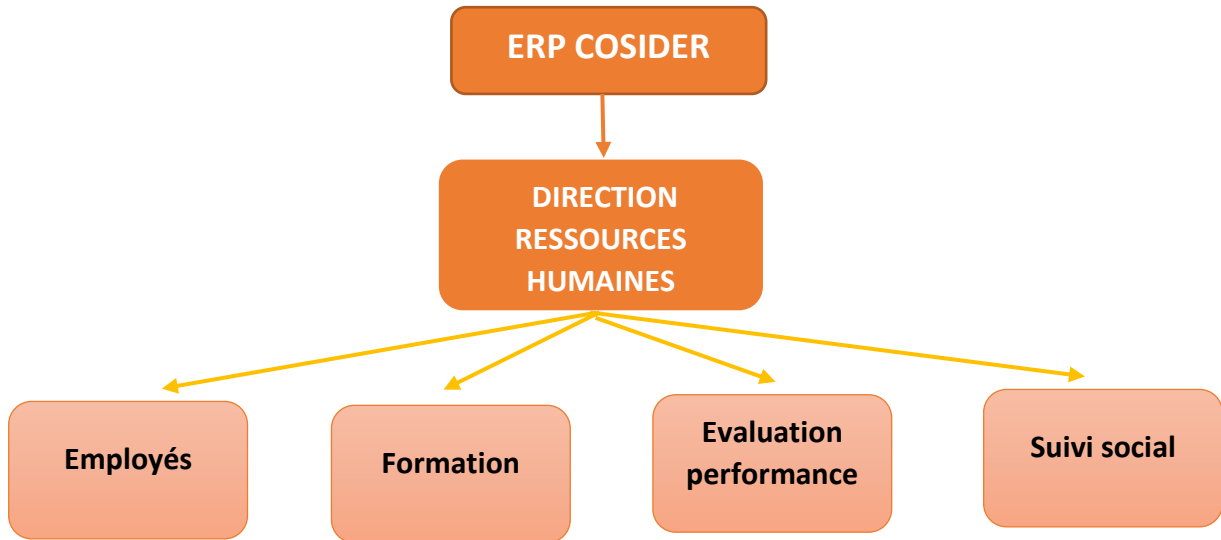 ERP COSIDER
DIRECTION
RESSOURCES
HUMAINES
Employés
Formation
Evaluation
performance
Suivi social